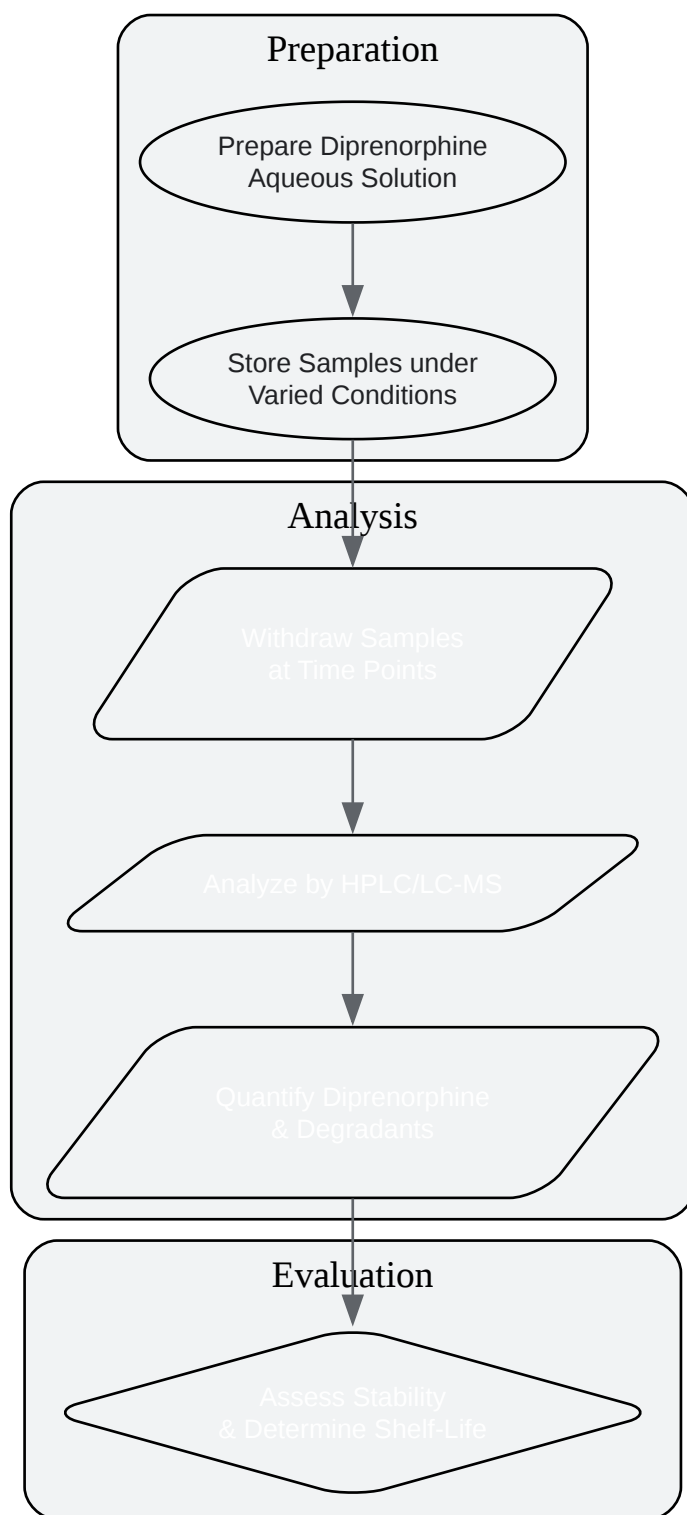 Preparation
Prepare Diprenorphine
Aqueous Solution
Store Samples under
Varied Conditions
Analysis
Withdraw Samples
at Time Points
Analyze by HPLC/LC-MS
Quantify Diprenorphine
& Degradants
Evaluation
Assess Stability
& Determine Shelf-Life